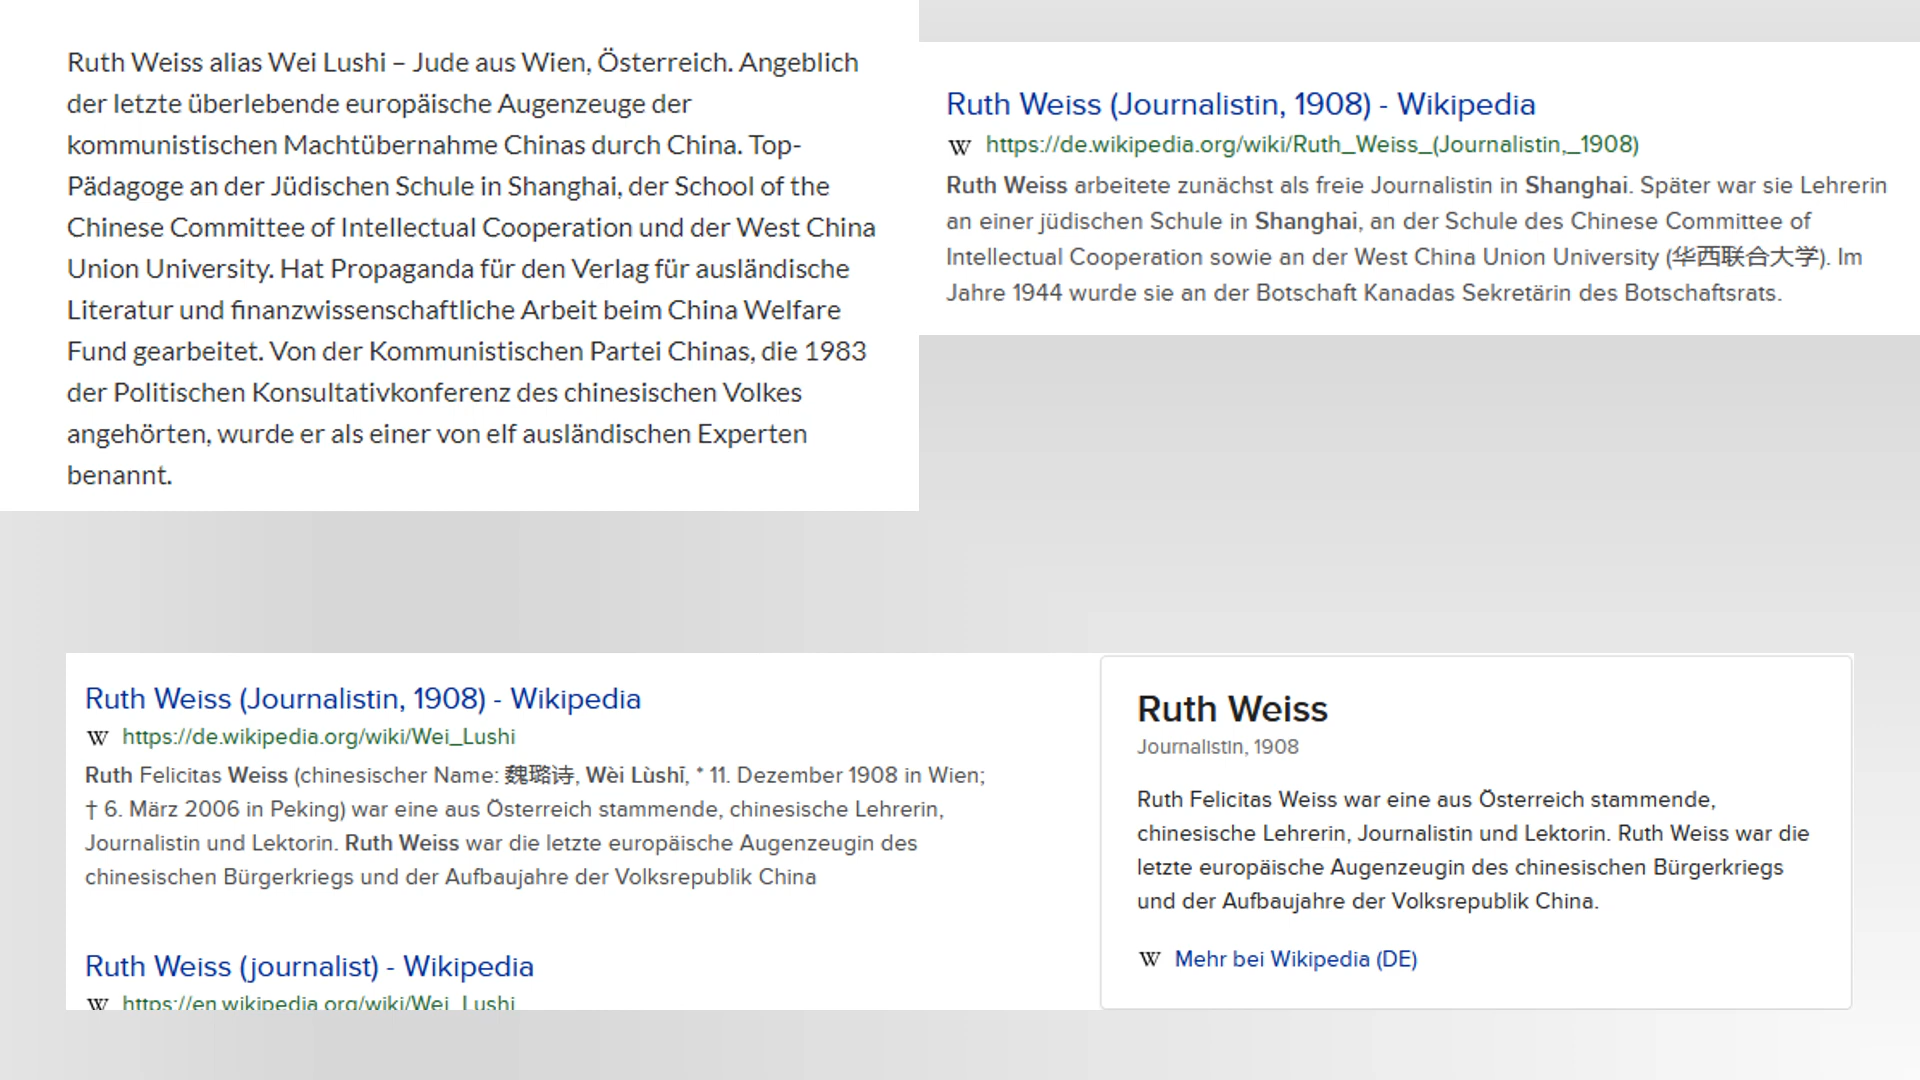 Ruth Weiss alias Wei Lushi – Jude aus Wien, Österreich. Angeblich
der letzte überlebende europäische Augenzeuge der
kommunistischen Machtübernahme Chinas durch China. Top-
Pädagoge an der Jüdischen Schule in Shanghai, der School of the
Chinese Committee of Intellectual Cooperation und der West China
Union University. Hat Propaganda für den Verlag für ausländische
Literatur und finanzwissenschaftliche Arbeit beim China Welfare
Fund gearbeitet. Von der Kommunistischen Partei Chinas, die 1983
der Politischen Konsultativkonferenz des chinesischen Volkes
angehörten, wurde er als einer von elf ausländischen Experten
benannt.
Ruth Weiss (Journalistin, 1908) - Wikipedia
W https://de.wikipedia.org/wiki/Ruth_Weiss_(Journalistin,_1908)
Ruth Weiss arbeitete zunächst als freie Journalistin in Shanghai. Später war sie Lehrerin
an einer jüdischen Schule in Shanghai, an der Schule des Chinese Committee of
Intellectual Cooperation sowie an der West China Union University (华西联合大学). Im
Jahre 1944 wurde sie an der Botschaft Kanadas Sekretärin des Botschaftsrats.
Ruth Weiss (Journalistin, 1908) - Wikipedia
W https://de.wikipedia.org/wiki/Wei_Lushi
Ruth Felicitas Weiss (chinesischer Name: 魏璐诗, Wèi Lùshī, * 11. Dezember 1908 in Wien;
† 6. März 2006 in Peking) war eine aus Österreich stammende, chinesische Lehrerin,
Journalistin und Lektorin. Ruth Weiss war die letzte europäische Augenzeugin des
chinesischen Bürgerkriegs und der Aufbaujahre der Volksrepublik China
Ruth Weiss (journalist) - Wikipedia
W https://en.wikipedia.org/wiki/Wei_Lushi
Ruth Weiss
Journalistin, 1908
Ruth Felicitas Weiss war eine aus Österreich stammende,
chinesische Lehrerin, Journalistin und Lektorin. Ruth Weiss war die
letzte europäische Augenzeugin des chinesischen Bürgerkriegs
und der Aufbaujahre der Volksrepublik China.
W Mehr bei Wikipedia (DE)